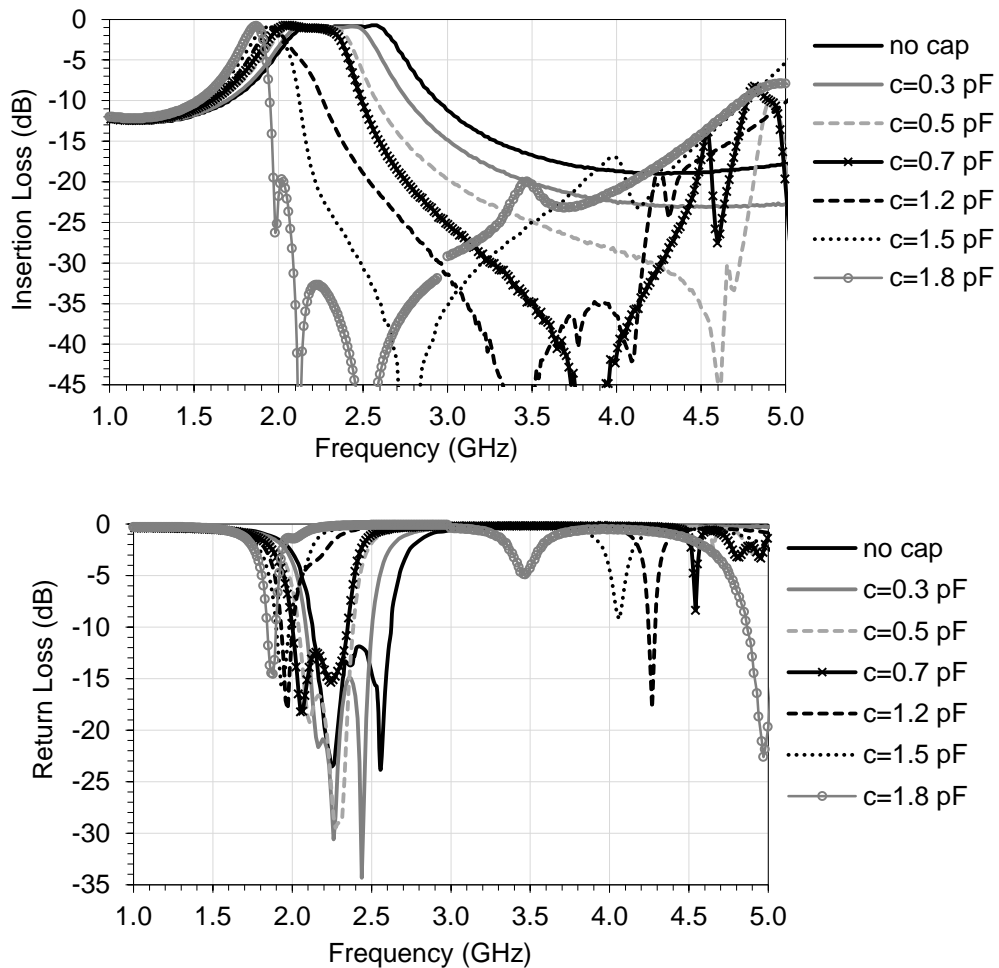 Insertion Loss (dB)
0
-5
-10
-15
-20
-25
-30
-35
-40
-45
1.0 1.5 2.0 2.5 3.0 3.5 4.0 4.5 5.0
Frequency (GHz)
no cap
c=0.3 pF
c=0.5 pF
c=0.7 pF
c=1.2 pF
c=1.5 pF
c=1.8 pF
Return Loss (dB)
0
-5
-10
-15
-20
-25
-30
-35
1.0 1.5 2.0 2.5 3.0 3.5 4.0 4.5 5.0
Frequency (GHz)
no cap
c=0.3 pF
c=0.5 pF
c=0.7 pF
c=1.2 pF
c=1.5 pF
c=1.8 pF